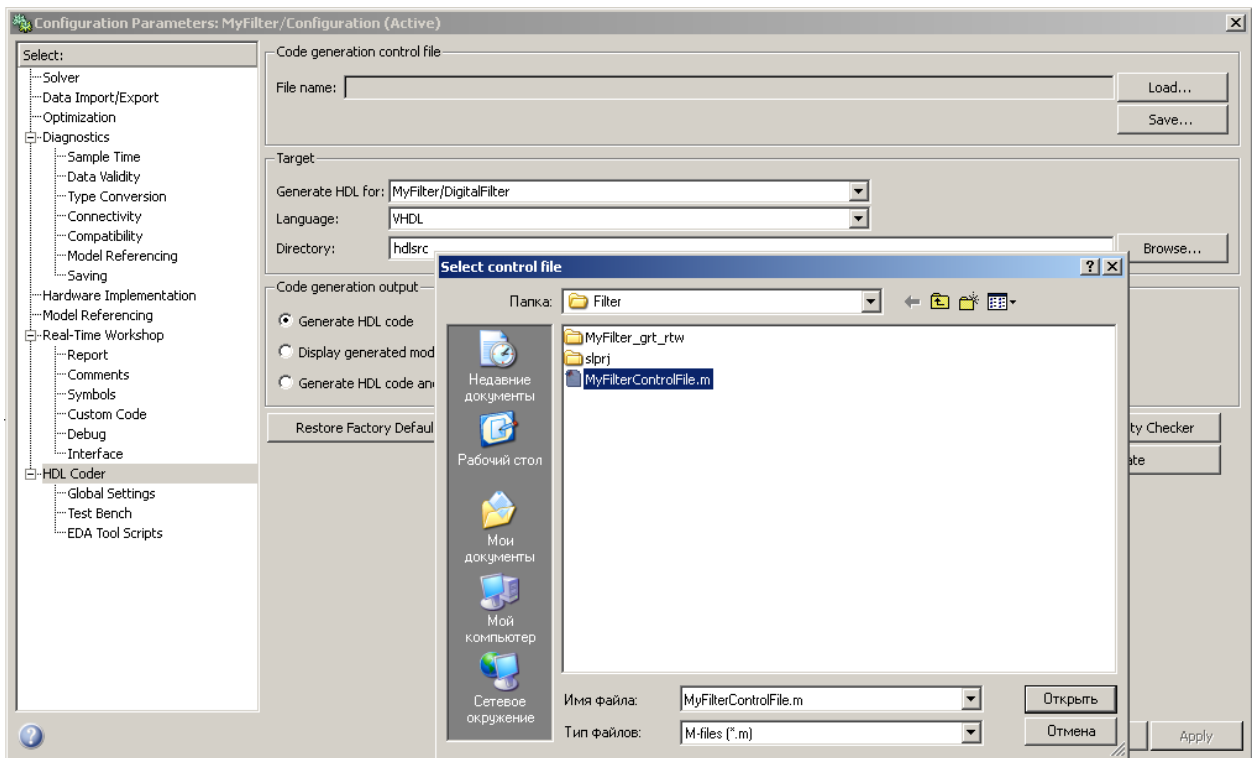 Configuration Parameters: MyFilter/Configuration (Active)
Select:
Solver
Data Import/Export
Optimization
Diagnostics
Sample Time
Data Validity
Type Conversion
Connectivity
Compatibility
Model Referencing
Saving
Hardware Implementation
Model Referencing
Real-Time Workshop
Report
Comments
Symbols
Custom Code
Debug
Interface
HDL Coder
Global Settings
Test Bench
EDA Tool Scripts
Code generation control file
File name:
Load...
Save...
Target
Generate HDL for: MyFilter/DigitalFilter
Language: VHDL
Directory: hdlsrc
Browse...
Code generation output
Generate HDL code
Display generated mod
Generate HDL code an
Restore Factory Defaul
ty Checker
ate
Select control file
Папка: Filter
Недавние
документы
Рабочий стол
Мои
документы
Мой
компьютер
Сетевое
окружение
MyFilter_grt_rtw
slprj
MyFilterControlFile.m
Имя файла: MyFilterControlFile.m
Открыть
Тип файлов: M-files (*.m)
Отмена
Apply